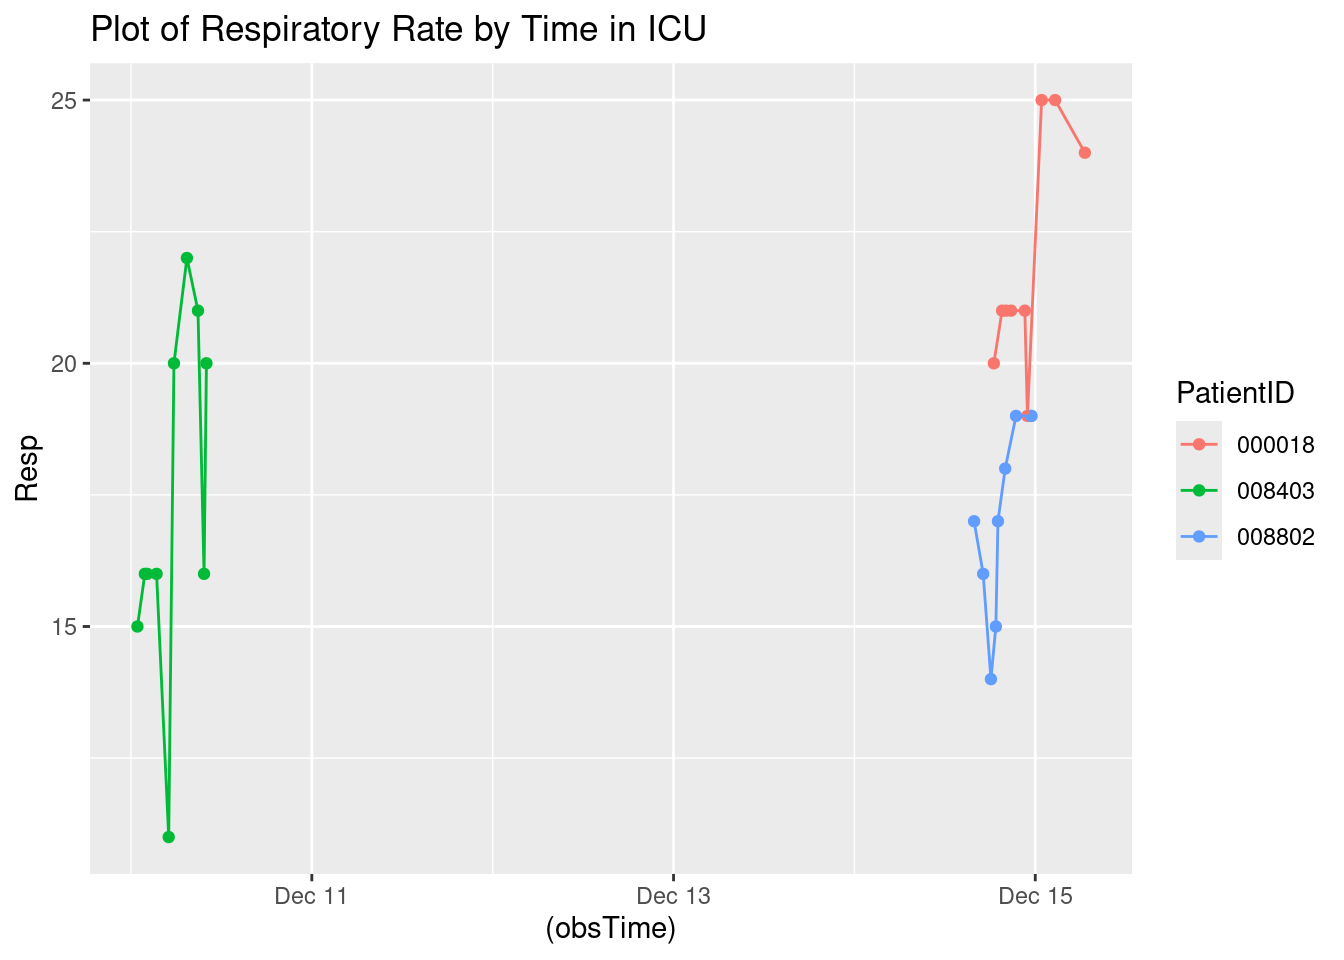 Plot of Respiratory Rate by Time in ICU
25
20
15
Resp
Dec 11
Dec 13
Dec 15
(obsTime)
PatientID
000018
008403
008802